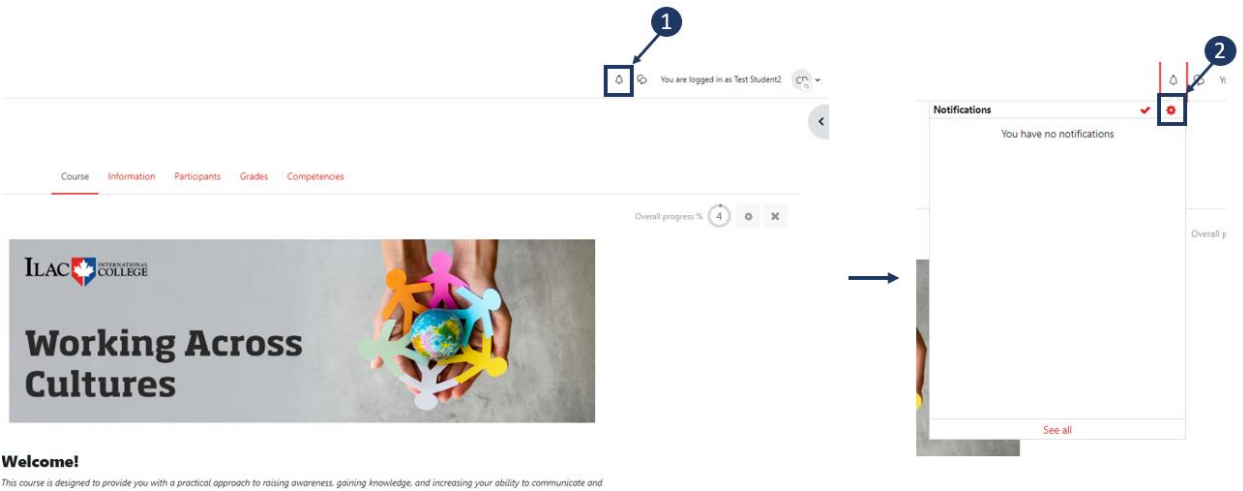 1
You are logged in as Test Student2
TS
Course Information Participants Grades Competencies
Overall progress % 4
ILAC INTERNATIONAL COLLEGE
Working Across
Cultures
Welcome!
This course is designed to provide you with a practical approach to raising awareness, gaining knowledge, and increasing your ability to communicate and
2
Notifications
You have no notifications
Overall p
See all